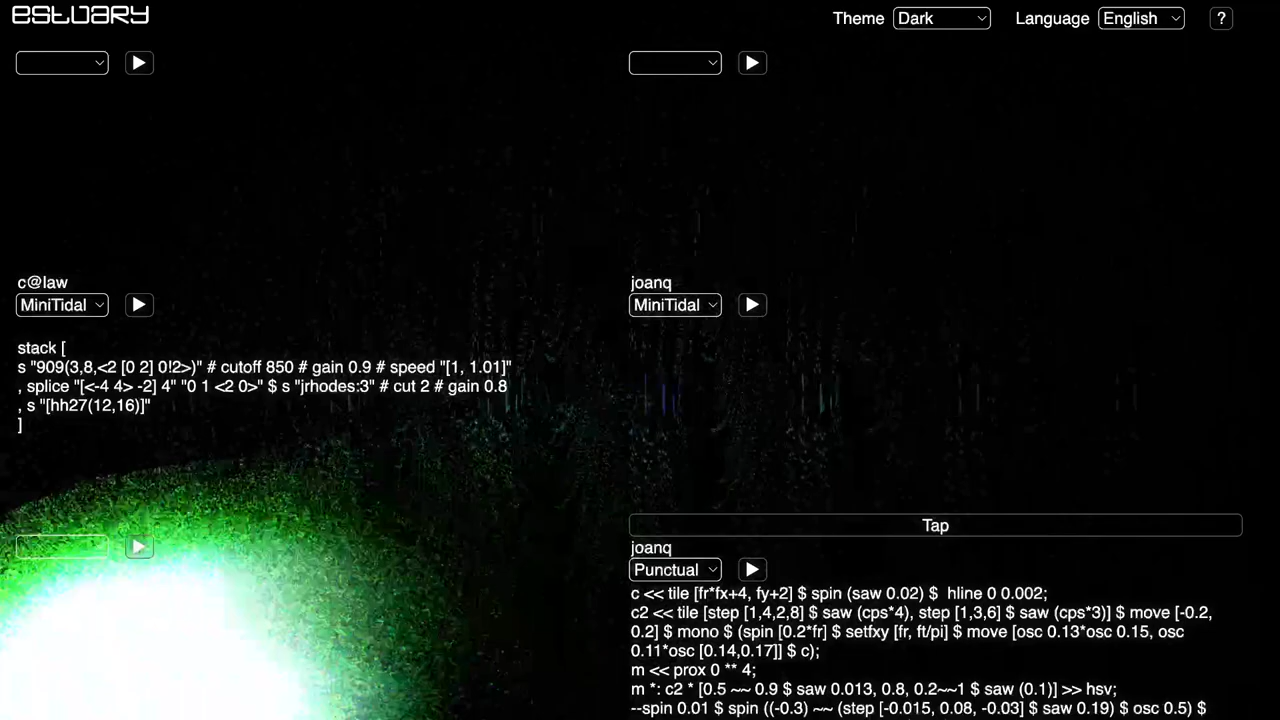 estuary
Theme Dark Language English ?
c@law
MiniTidal
stack [
s "909(3,8,<2 [0 2] 0!2>)" # cutoff 850 # gain 0.9 # speed "[1, 1.01]"
, splice "[<-4 4> -2] 4" "0 1 <2 0>" $ s "jrhodes:3" # cut 2 # gain 0.8
, s "[hh27(12,16)]"
]
joanq
MiniTidal
Tap
joanq
Punctual
c << tile [fr*fx+4, fy+2] $ spin (saw 0.02) $ hline 0 0.002;
c2 << tile [step [1,4,2,8] $ saw (cps*4), step [1,3,6] $ saw (cps*3)] $ move [-0.2,
0.2] $ mono $ (spin [0.2*fr] $ setfxy [fr, ft/pi] $ move [osc 0.13*osc 0.15, osc
0.11*osc [0.14,0.17]] $ c);
m << prox 0 ** 4;
m *: c2 * [0.5 ~~ 0.9 $ saw 0.013, 0.8, 0.2~~1 $ saw (0.1)] >> hsv;
--spin 0.01 $ spin ((-0.3) ~~ (step [-0.015, 0.08, -0.03] $ saw 0.19) $ osc 0.5) $